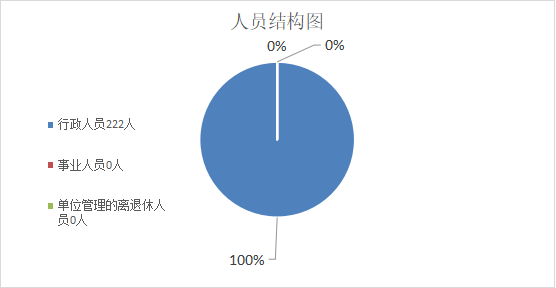 人员结构图
0%
0%
行政人员222人
事业人员0人
单位管理的离退休人
员0人
100%